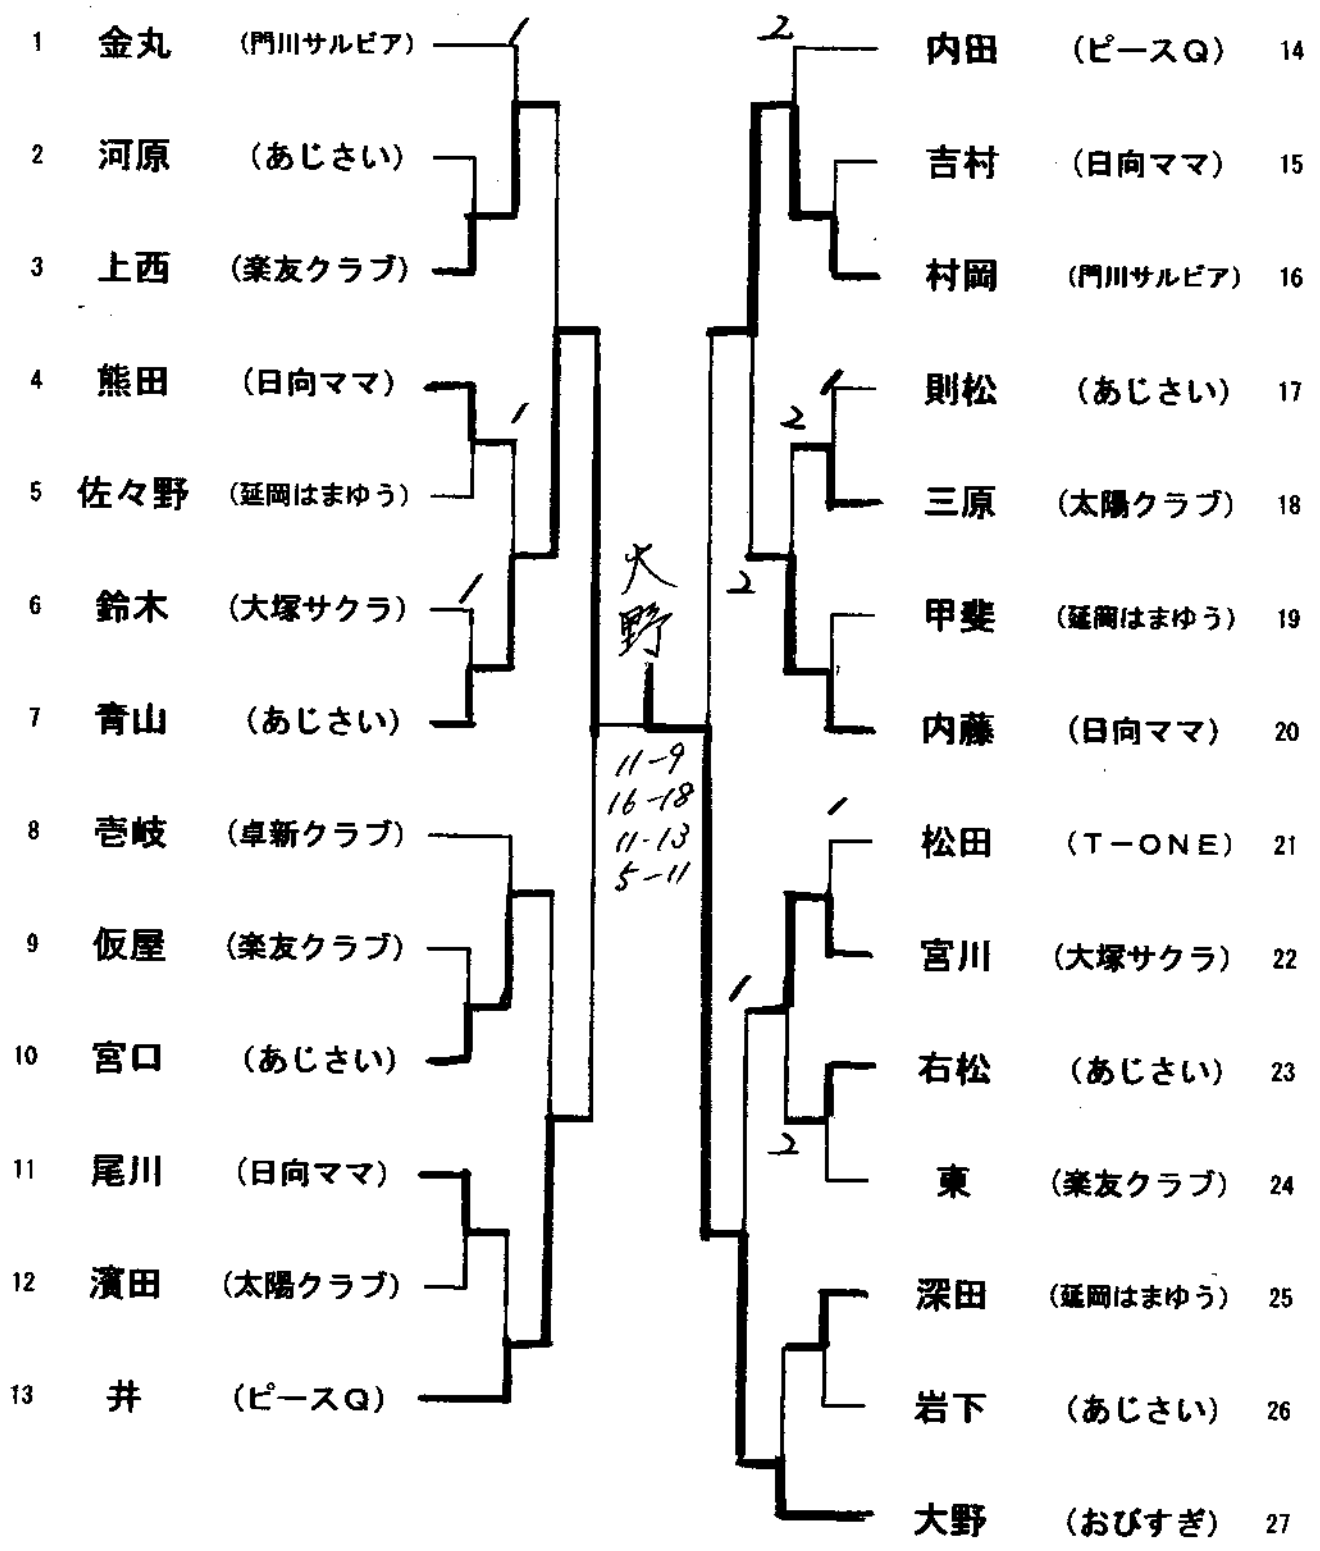 1 金丸 (門川サルビア) 1
2 河原 (あじさい)
3 上西 (楽友クラブ)
4 熊田 (日向ママ)
1
5 佐々野 (延岡はまゆう)
6 鈴木 (大塚サクラ) 1
7 青山 (あじさい)
8 壱岐 (卓新クラブ)
9 仮屋 (楽友クラブ)
10 宮口 (あじさい)
11 尾川 (日向ママ)
12 濱田 (太陽クラブ)
13 井 (ピースQ)
大
野
11-9
16-18
11-13
5-11
2 内田 (ピースQ) 14
吉村 (日向ママ) 15
村岡 (門川サルビア) 16
1 則松 (あじさい) 17
2
三原 (太陽クラブ) 18
2
甲斐 (延岡はまゆう) 19
内藤 (日向ママ) 20
1
松田 (T-ONE) 21
宮川 (大塚サクラ) 22
1
右松 (あじさい) 23
2
東 (楽友クラブ) 24
深田 (延岡はまゆう) 25
岩下 (あじさい) 26
大野 (おびすぎ) 27